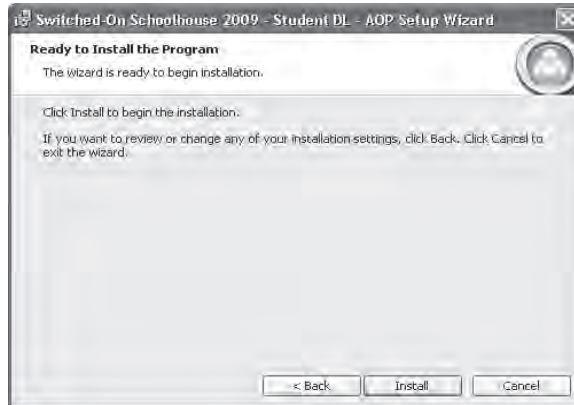 Switched-On Schoolhouse 2009 - Student DL - AOP Setup Wizard
Ready to Install the Program
The wizard is ready to begin installation.
Click Install to begin the installation.
If you want to review or change any of your installation settings, click Back. Click Cancel to
exit the wizard.
< Back
Install
Cancel